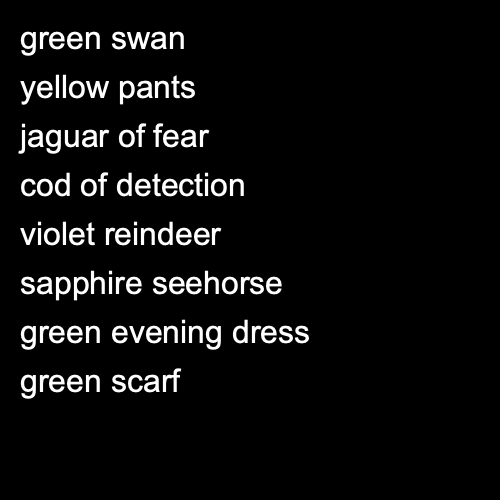 green swan
yellow pants
jaguar of fear
cod of detection
violet reindeer
sapphire seehorse
green evening dress
green scarf